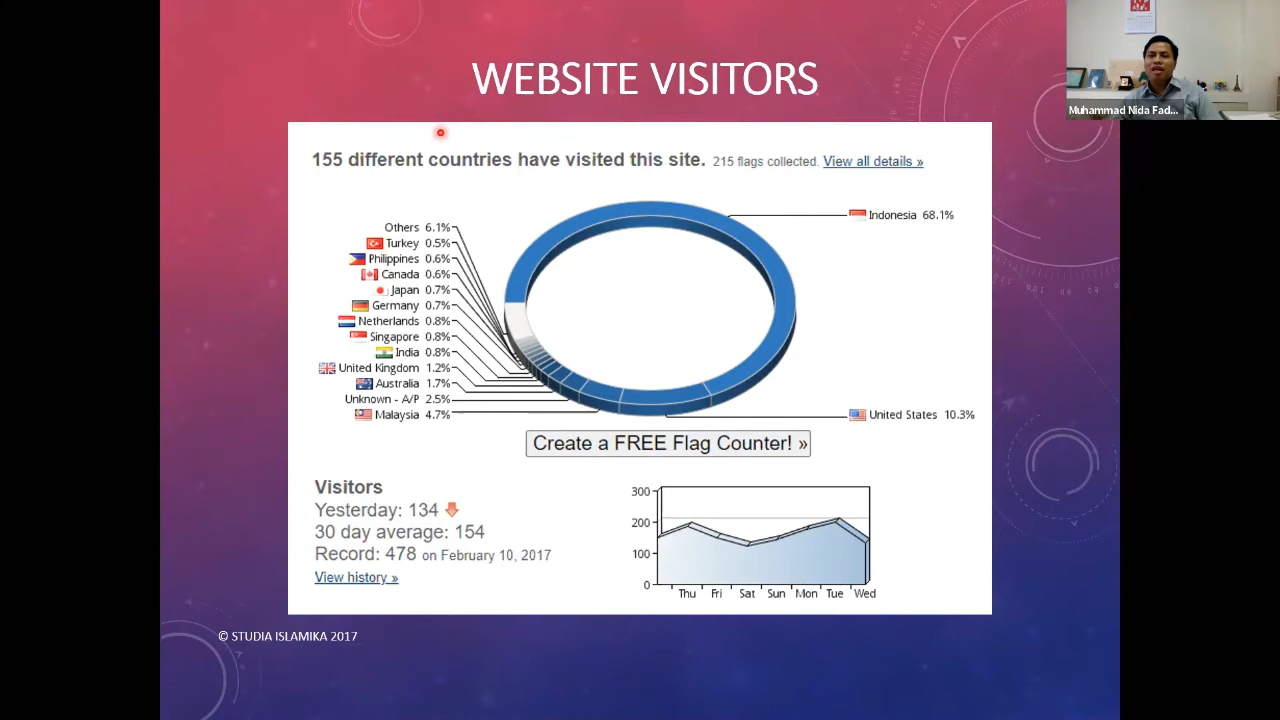 WEBSITE VISITORS
Muhammad Nida Fad...
155 different countries have visited this site. 215 flags collected. View all details »
Indonesia 68.1%
Others 6.1%
Turkey 0.5%
Philippines 0.6%
Canada 0.6%
Japan 0.7%
Germany 0.7%
Netherlands 0.8%
Singapore 0.8%
India 0.8%
United Kingdom 1.2%
Australia 1.7%
Unknown - A/P 2.5%
Malaysia 4.7%
United States 10.3%
Create a FREE Flag Counter! »
Visitors
Yesterday: 134
30 day average: 154
Record: 478 on February 10, 2017
View history »
300
200
100
0
Thu Fri Sat Sun Mon Tue Wed
© STUDIA ISLAMIKA 2017